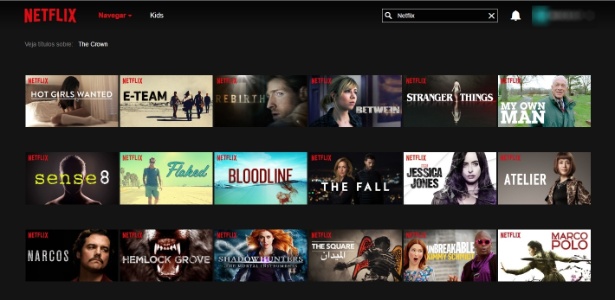 NETFLIX Navegar Kids Netflix
Veja títulos sobre: The Crown
NETFLIX NETFLIX NETFLIX NETFLIX NETFLIX NETFLIX
HOT GIRLS WANTED E-TEAM REBIRTH BETWEEN STRANGER THINGS MY OWN MAN
NETFLIX NETFLIX NETFLIX NETFLIX NETFLIX
sense8 Flaked BLOODLINE THE FALL JESSICA JONES ATELIER
NETFLIX NETFLIX NETFLIX NETFLIX NETFLIX NETFLIX
NARCOS HEMLOCK GROVE SHADOWHUNTERS THE SQUARE الميدان UNBREAKABLE KIMMY SCHMIDT MARCO POLO